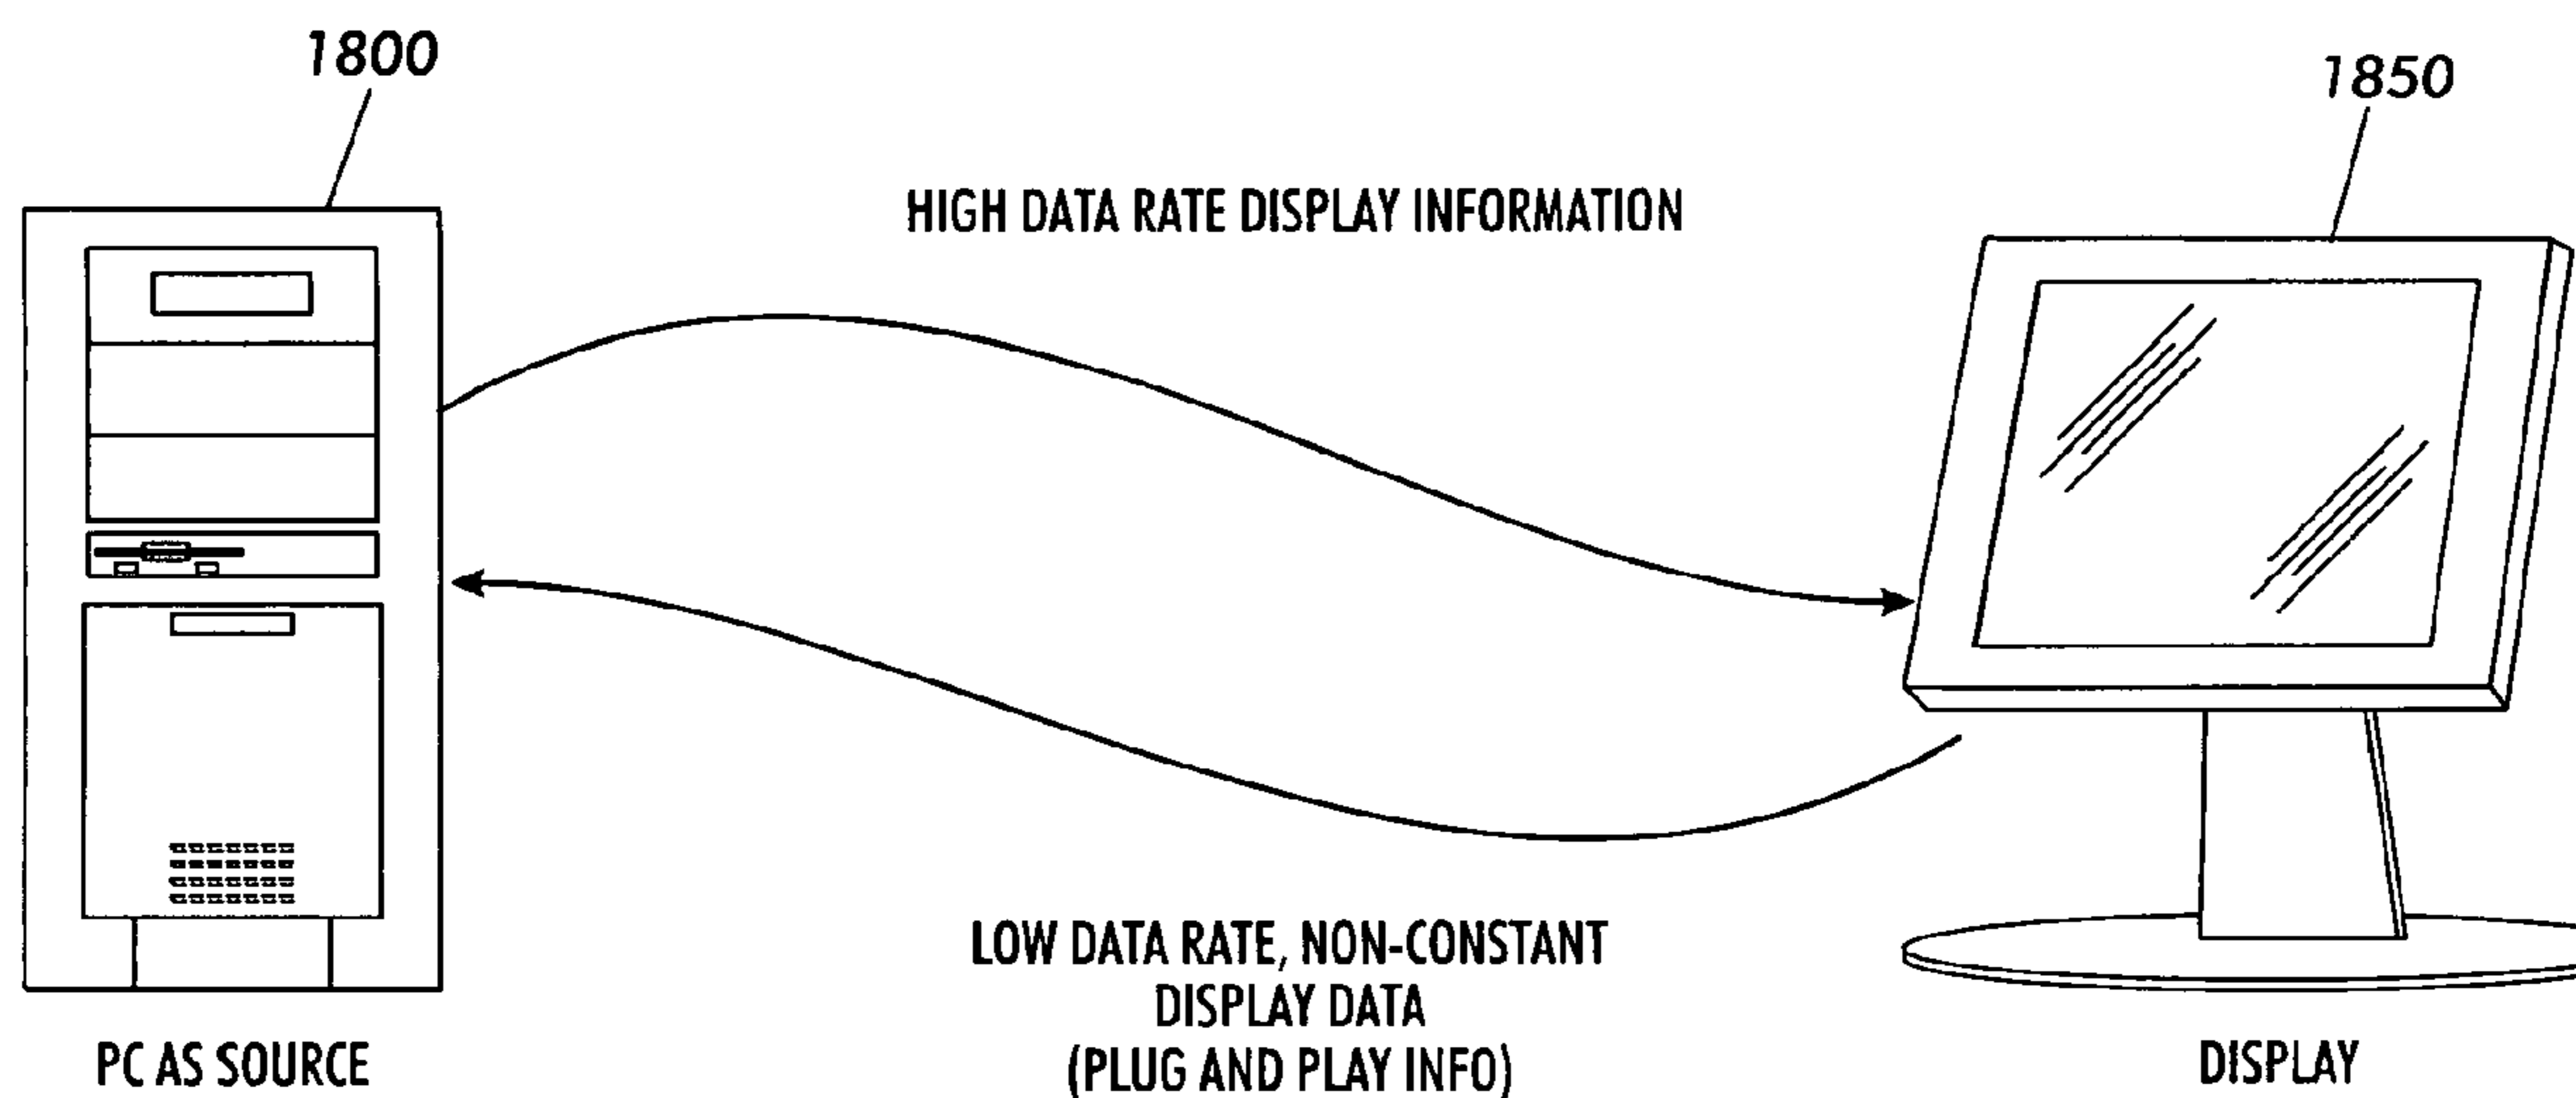 1800
1850
HIGH DATA RATE DISPLAY INFORMATION
LOW DATA RATE, NON-CONSTANT
DISPLAY DATA
(PLUG AND PLAY INFO)
PC AS SOURCE
DISPLAY